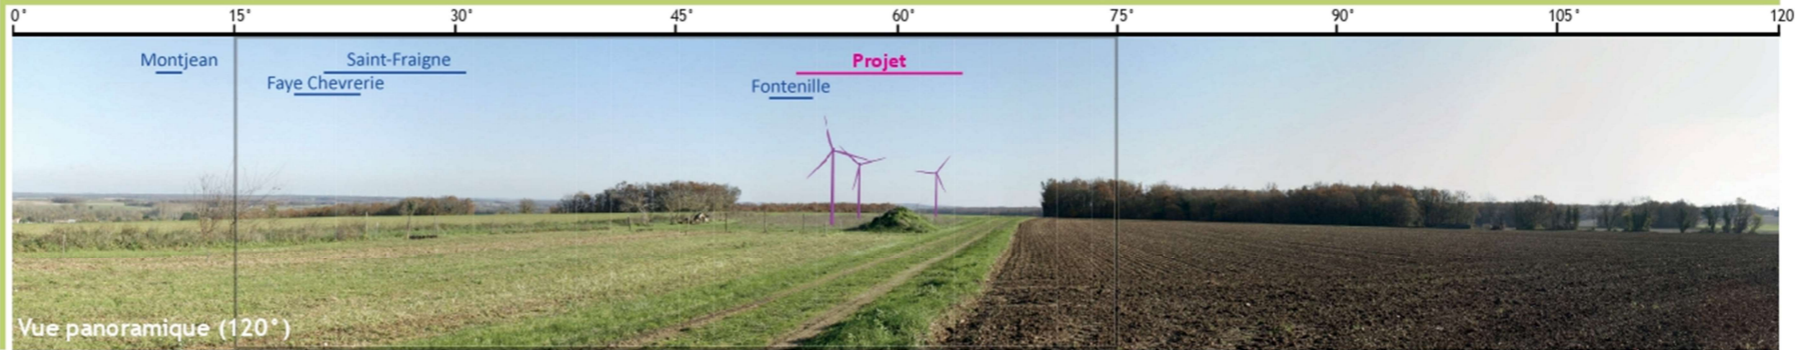 0° 15° 30° 45° 60° 75° 90° 105° 120
Montjean Saint-Fraigne Projet
Faye Chevrerie Fontenille
Vue panoramique (120°)